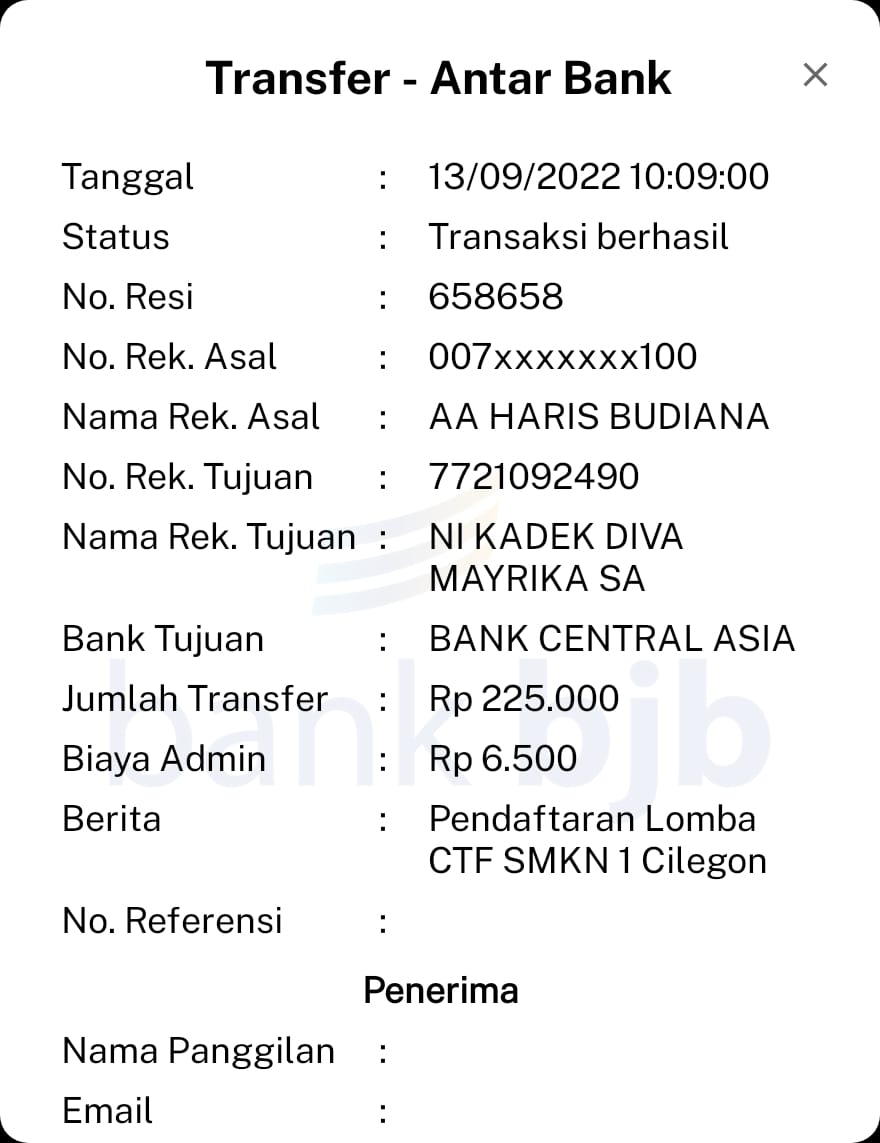 Transfer - Antar Bank ×
Tanggal : 13/09/2022 10:09:00
Status : Transaksi berhasil
No. Resi : 658658
No. Rek. Asal : 007xxxxxxx100
Nama Rek. Asal : AA HARIS BUDIANA
No. Rek. Tujuan : 7721092490
Nama Rek. Tujuan : NI KADEK DIVA
MAYRIKA SA
Bank Tujuan : BANK CENTRAL ASIA
Jumlah Transfer : Rp 225.000
Biaya Admin : Rp 6.500
Berita : Pendaftaran Lomba
CTF SMKN 1 Cilegon
No. Referensi :
Penerima
Nama Panggilan :
Email :
bank bjb